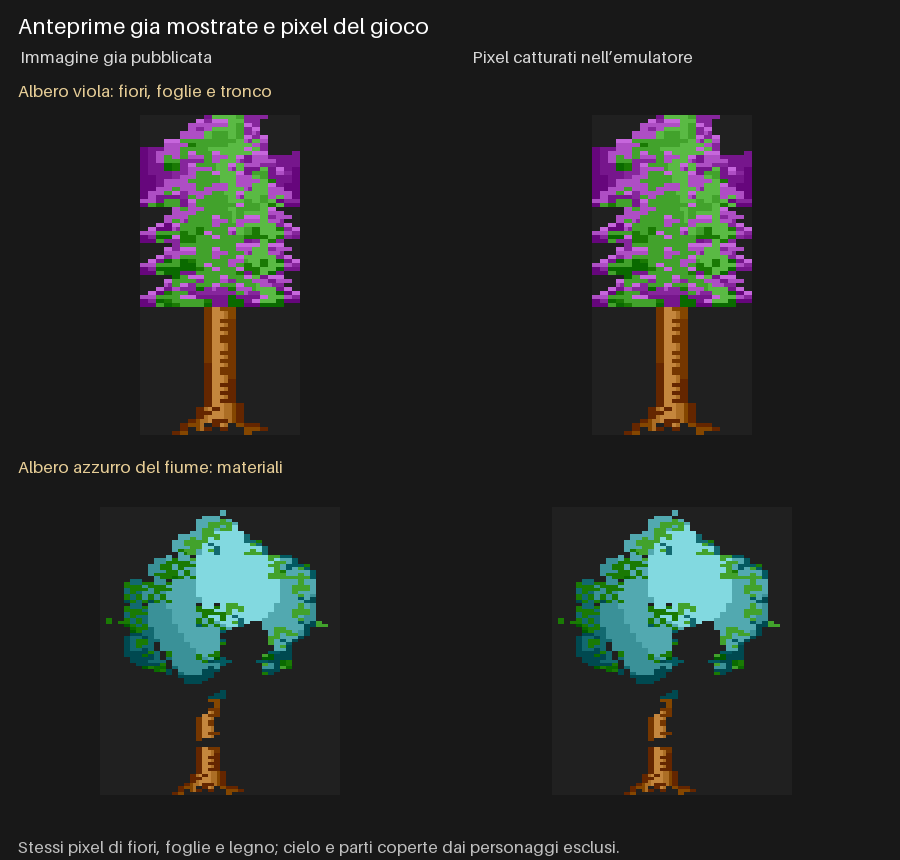 Anteprime gia mostrate e pixel del gioco
Immagine gia pubblicata
Pixel catturati nell’emulatore
Albero viola: fiori, foglie e tronco
Albero azzurro del fiume: materiali
Stessi pixel di fiori, foglie e legno; cielo e parti coperte dai personaggi esclusi.